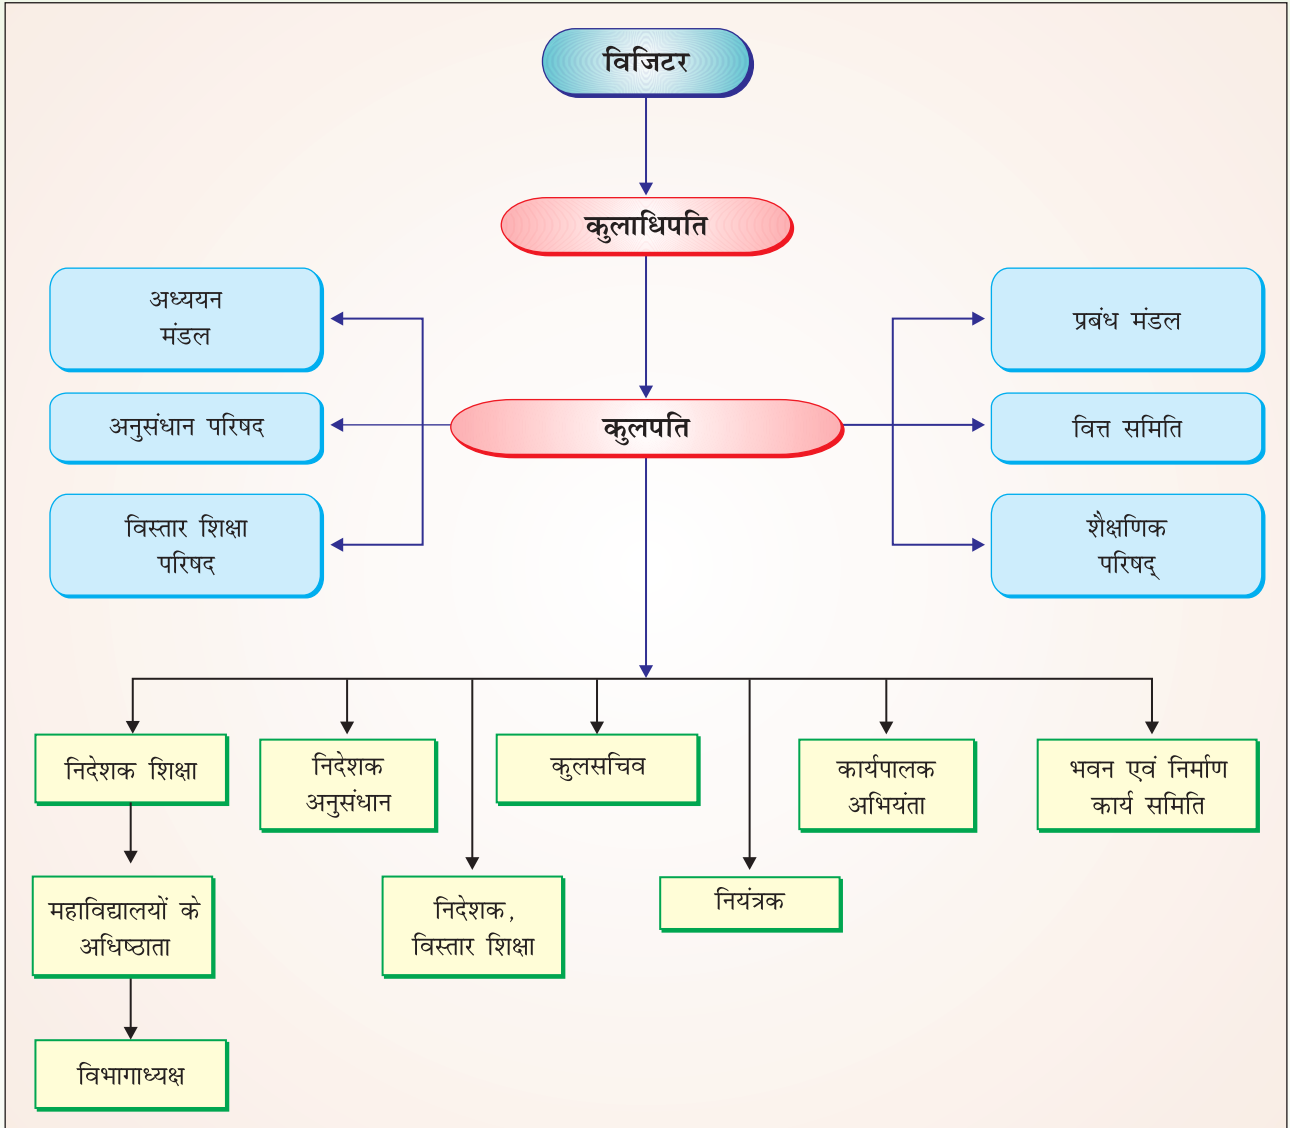 विजिटर
कुलाधिपति
अध्ययन
मंडल
प्रबंध मंडल
अनुसंधान परिषद
कुलपति
वित्त समिति
विस्तार शिक्षा
परिषद
शैक्षणिक
परिषद्
निदेशक शिक्षा
निदेशक
अनुसंधान
कुलसचिव
कार्यपालक
अभियंता
भवन एवं निर्माण
कार्य समिति
महाविद्यालयों के
अधिष्ठाता
निदेशक,
विस्तार शिक्षा
नियंत्रक
विभागाध्यक्ष